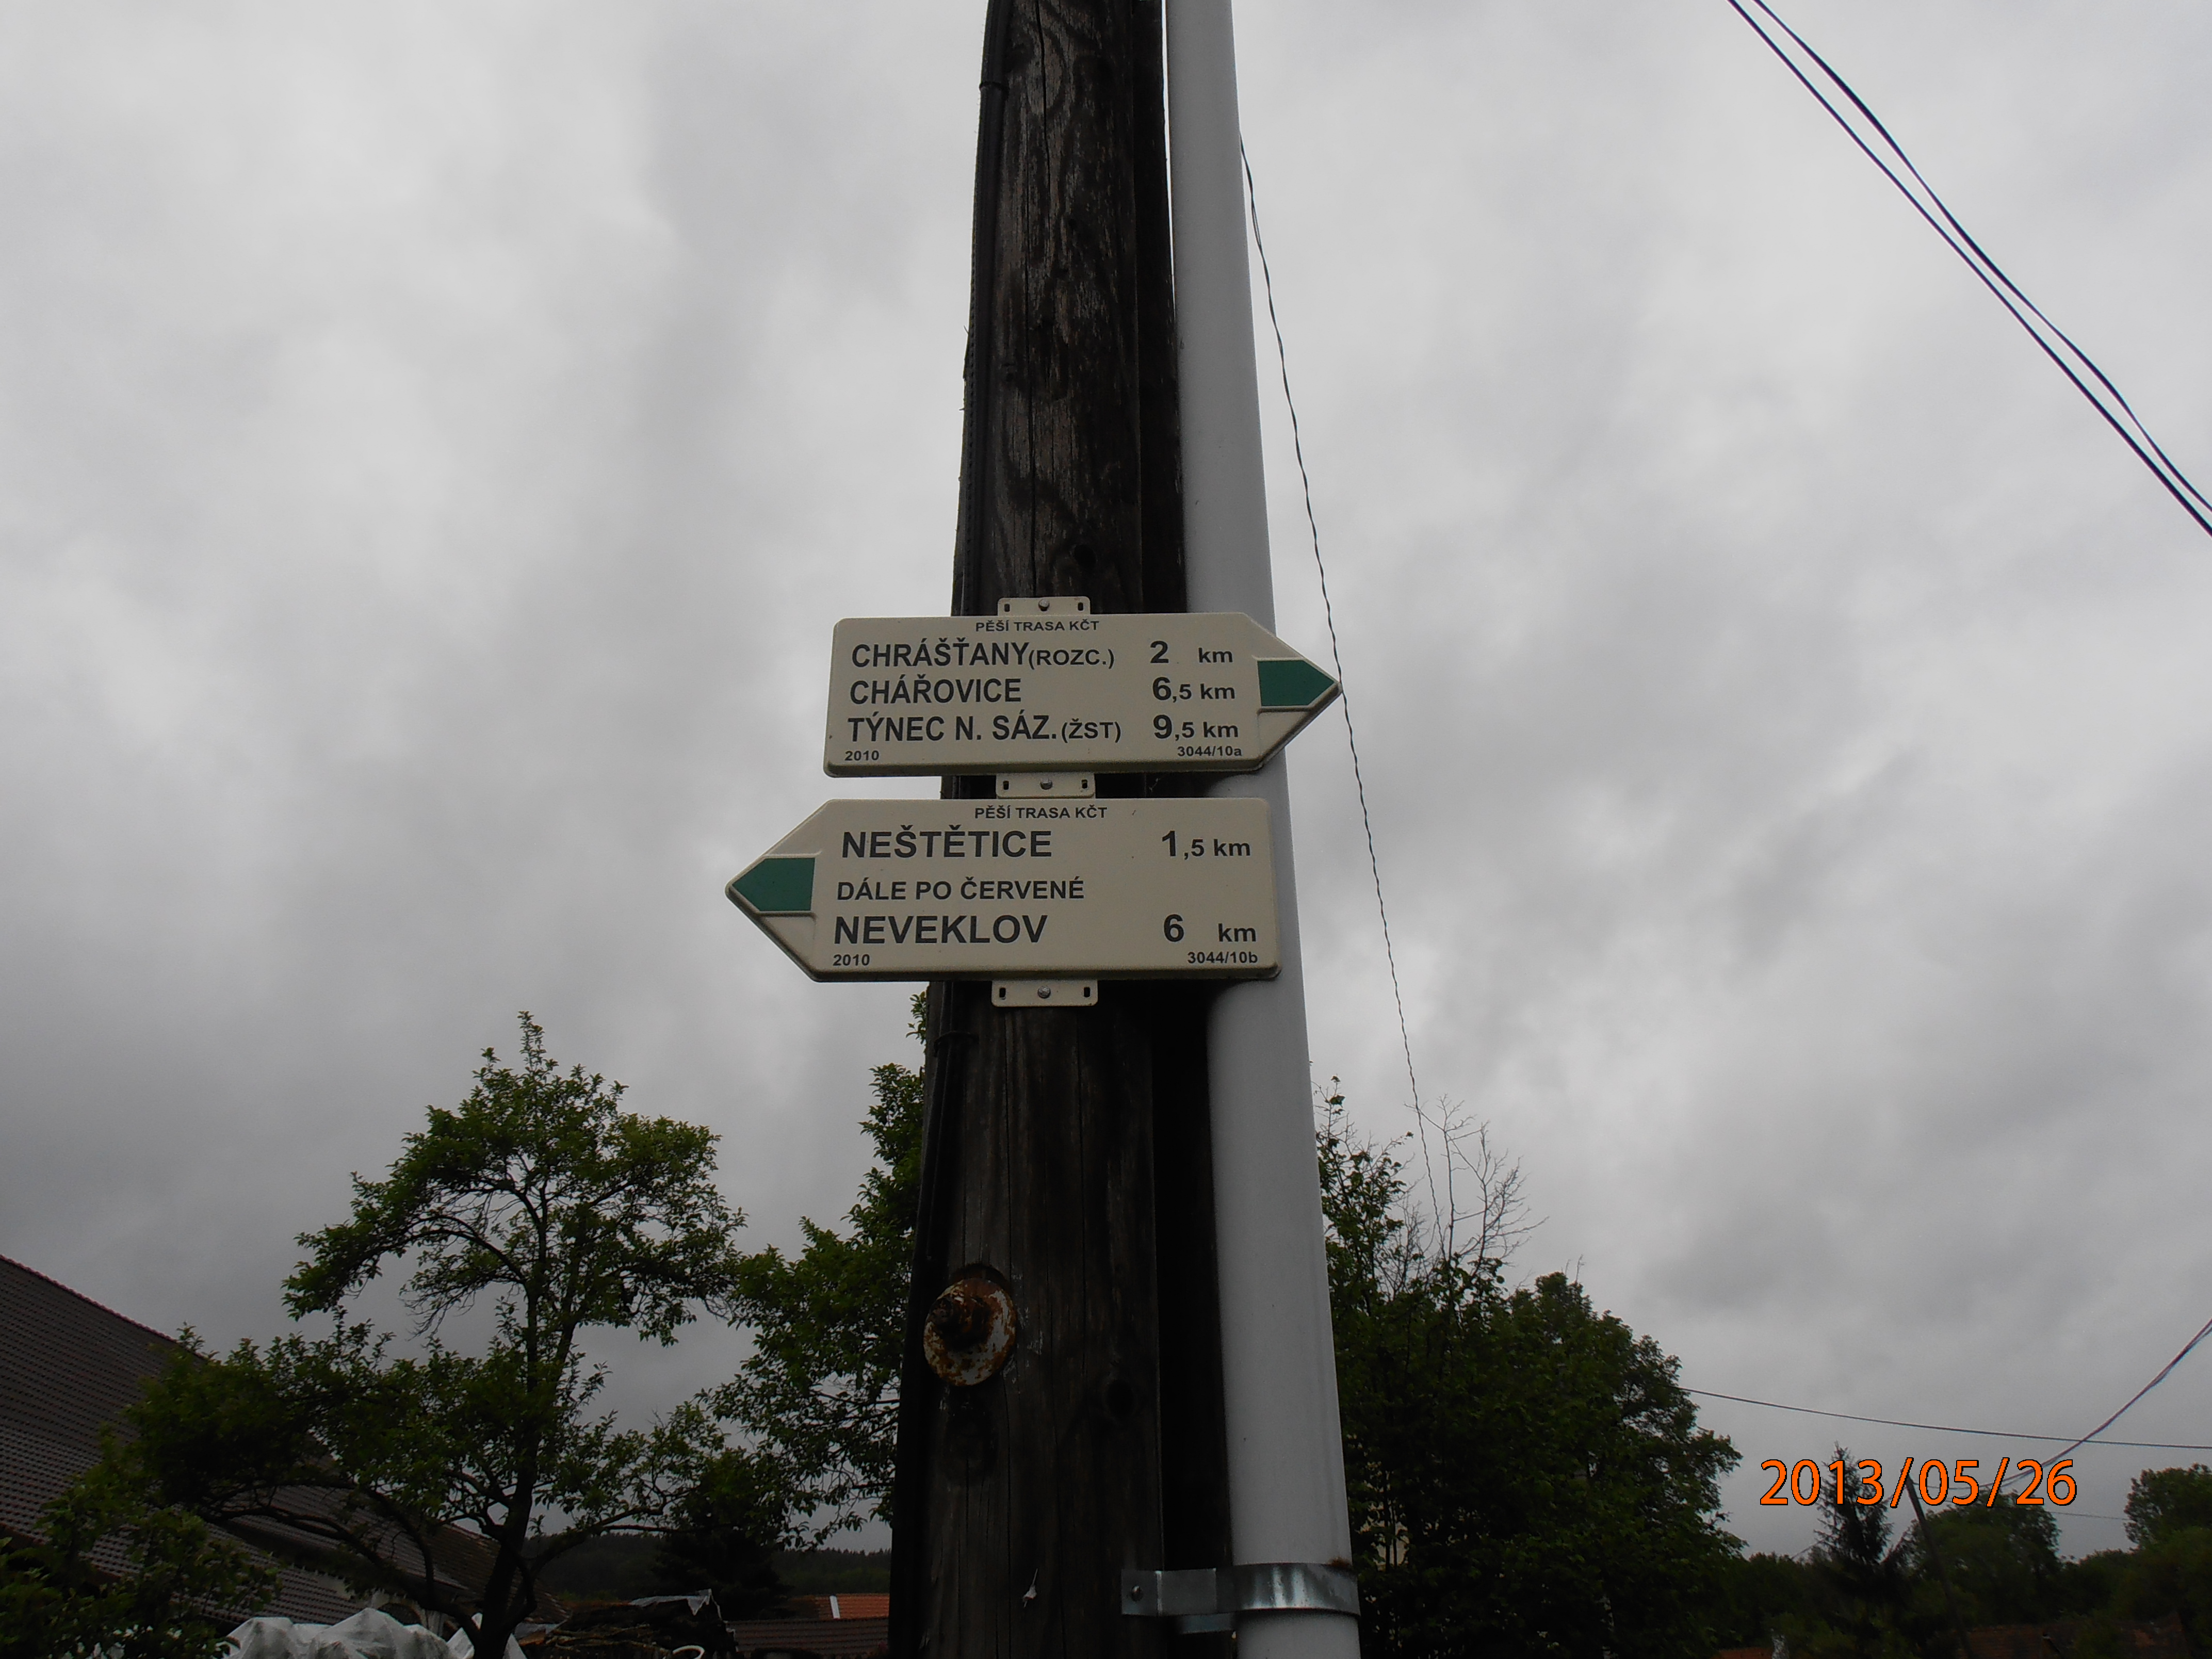 PĚŠÍ TRASA KČT
CHRÁŠŤANY(ROZC.) 2 km
CHÁŘOVICE 6,5 km
TÝNEC N. SÁZ.(ŽST) 9,5 km
2010 3044/10a
PĚŠÍ TRASA KČT
NEŠTĚTICE 1,5 km
DÁLE PO ČERVENÉ
NEVEKLOV 6 km
2010 3044/10b
2013/05/26